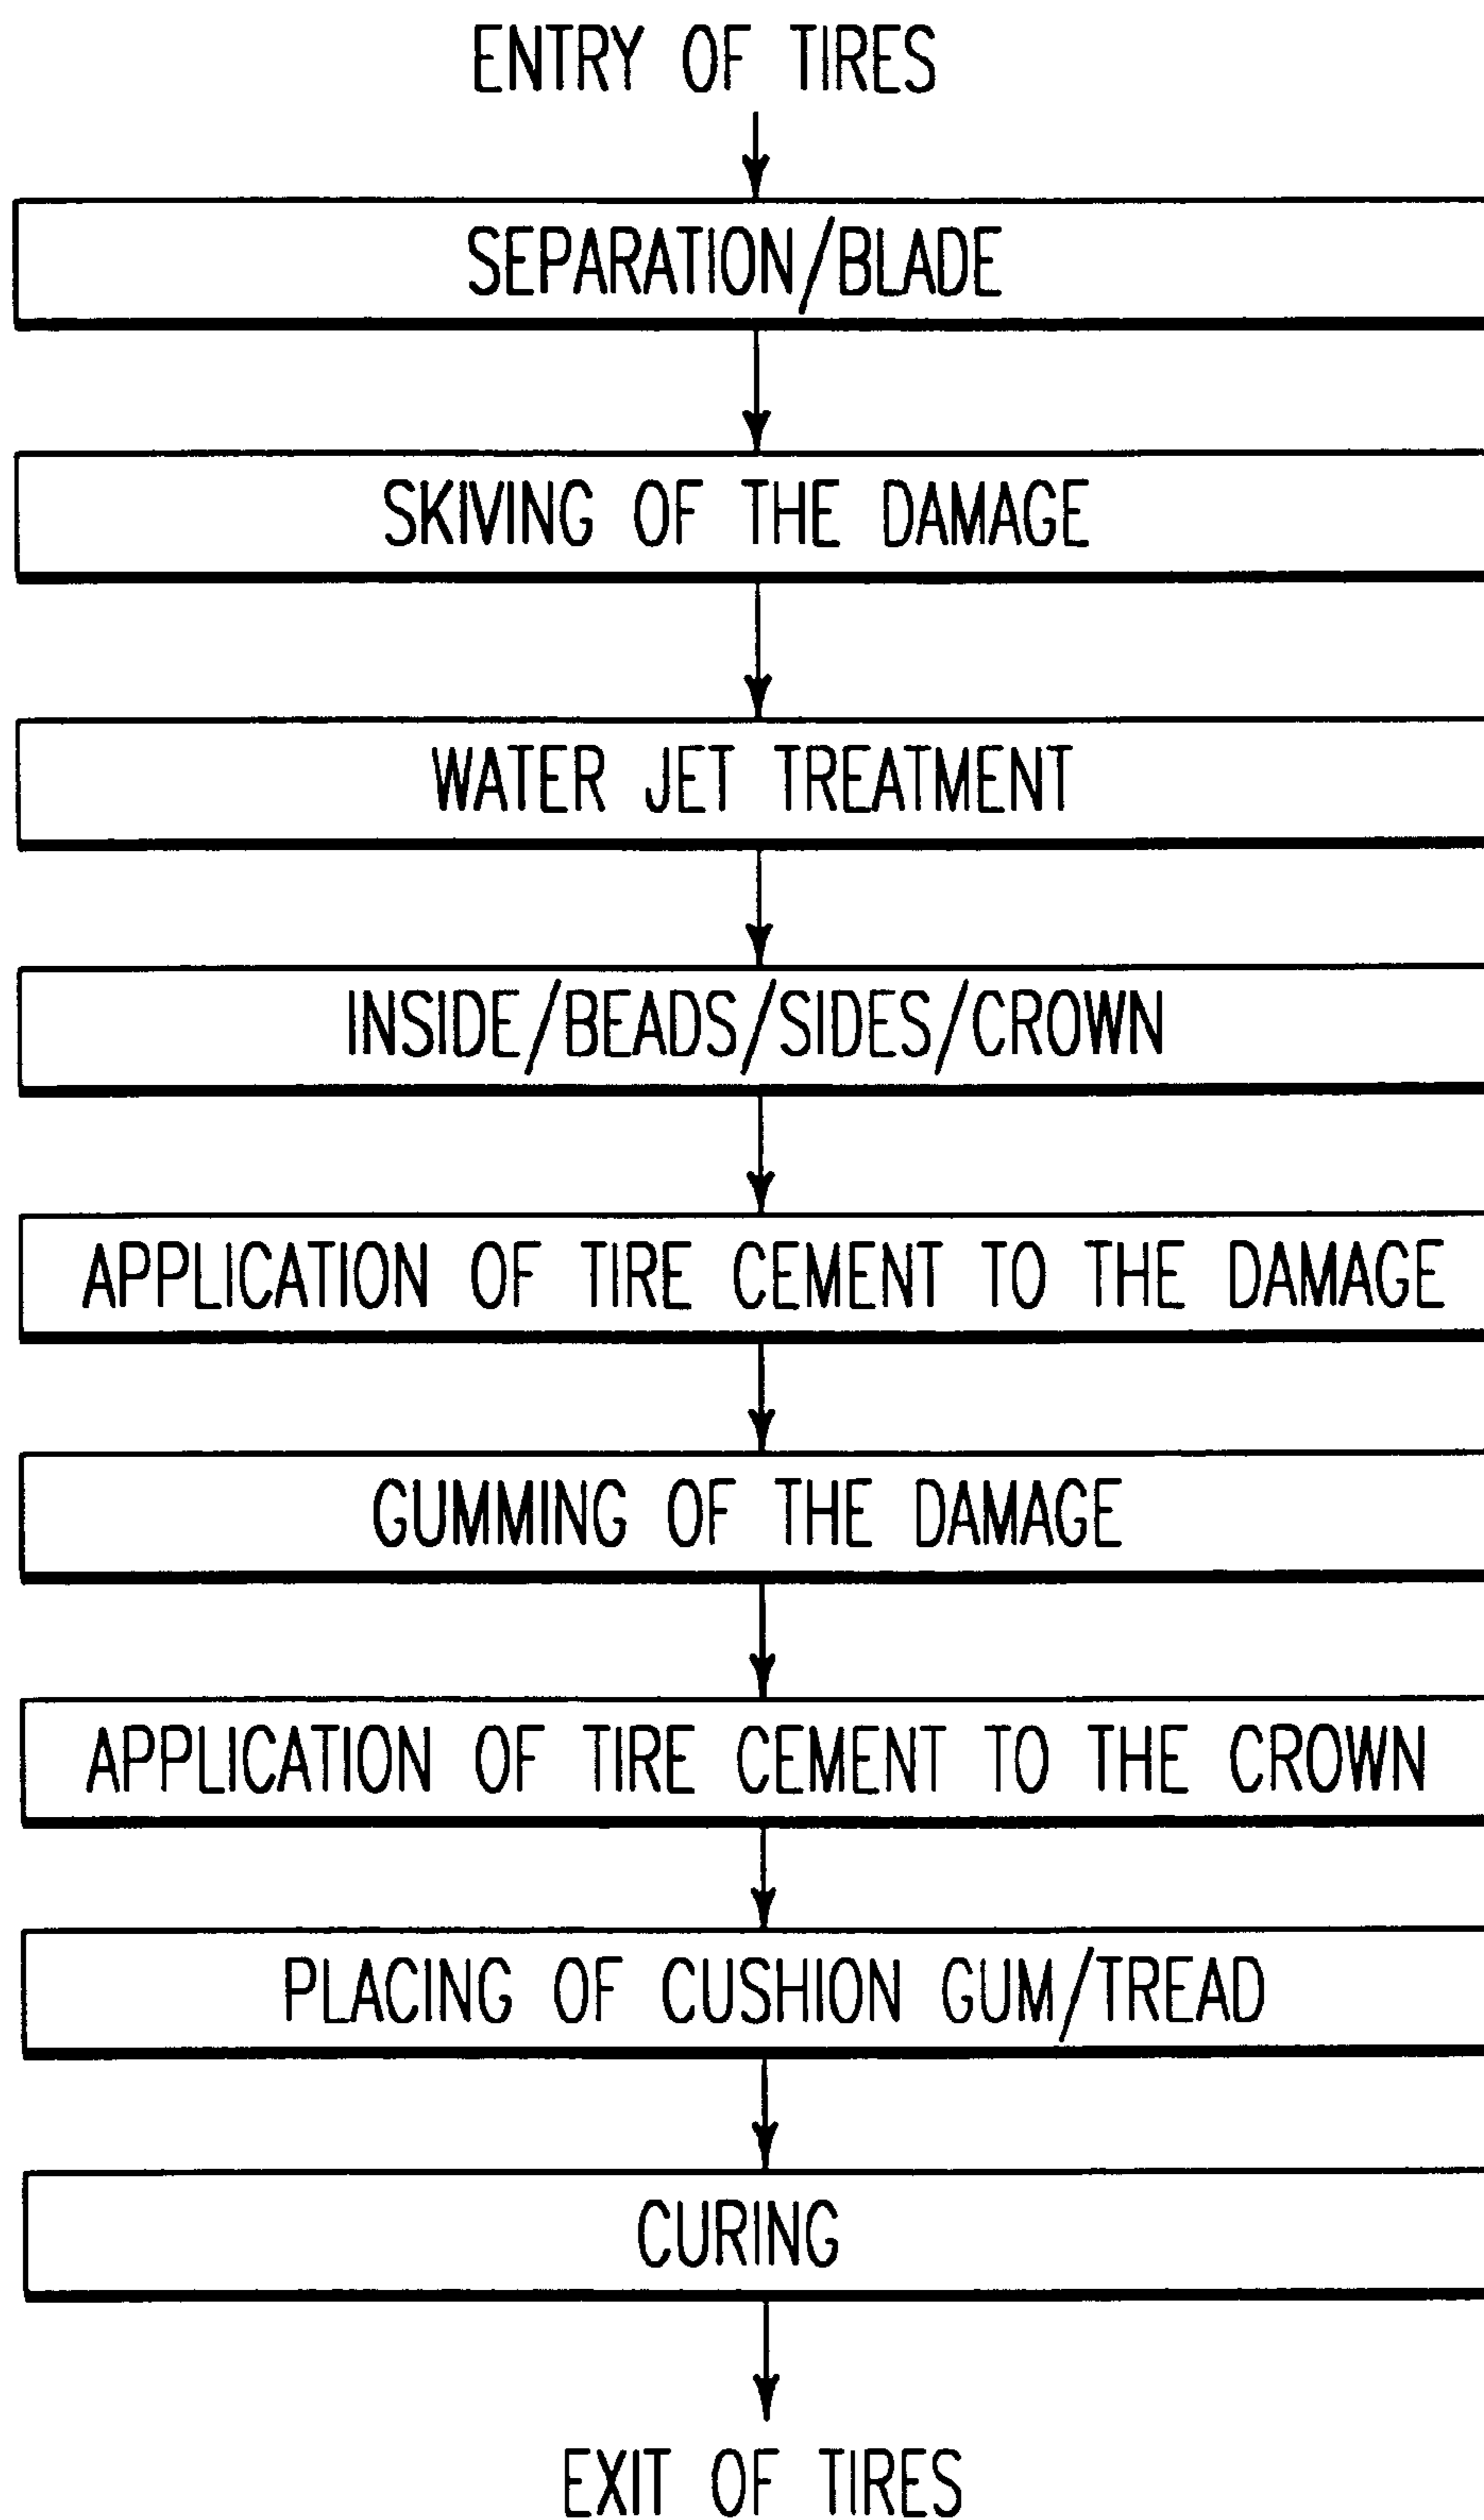 ENTRY OF TIRES
SEPARATION/BLADE
SKIVING OF THE DAMAGE
WATER JET TREATMENT
INSIDE/BEADS/SIDES/CROWN
APPLICATION OF TIRE CEMENT TO THE DAMAGE
GUMMING OF THE DAMAGE
APPLICATION OF TIRE CEMENT TO THE CROWN
PLACING OF CUSHION GUM/TREAD
CURING
EXIT OF TIRES